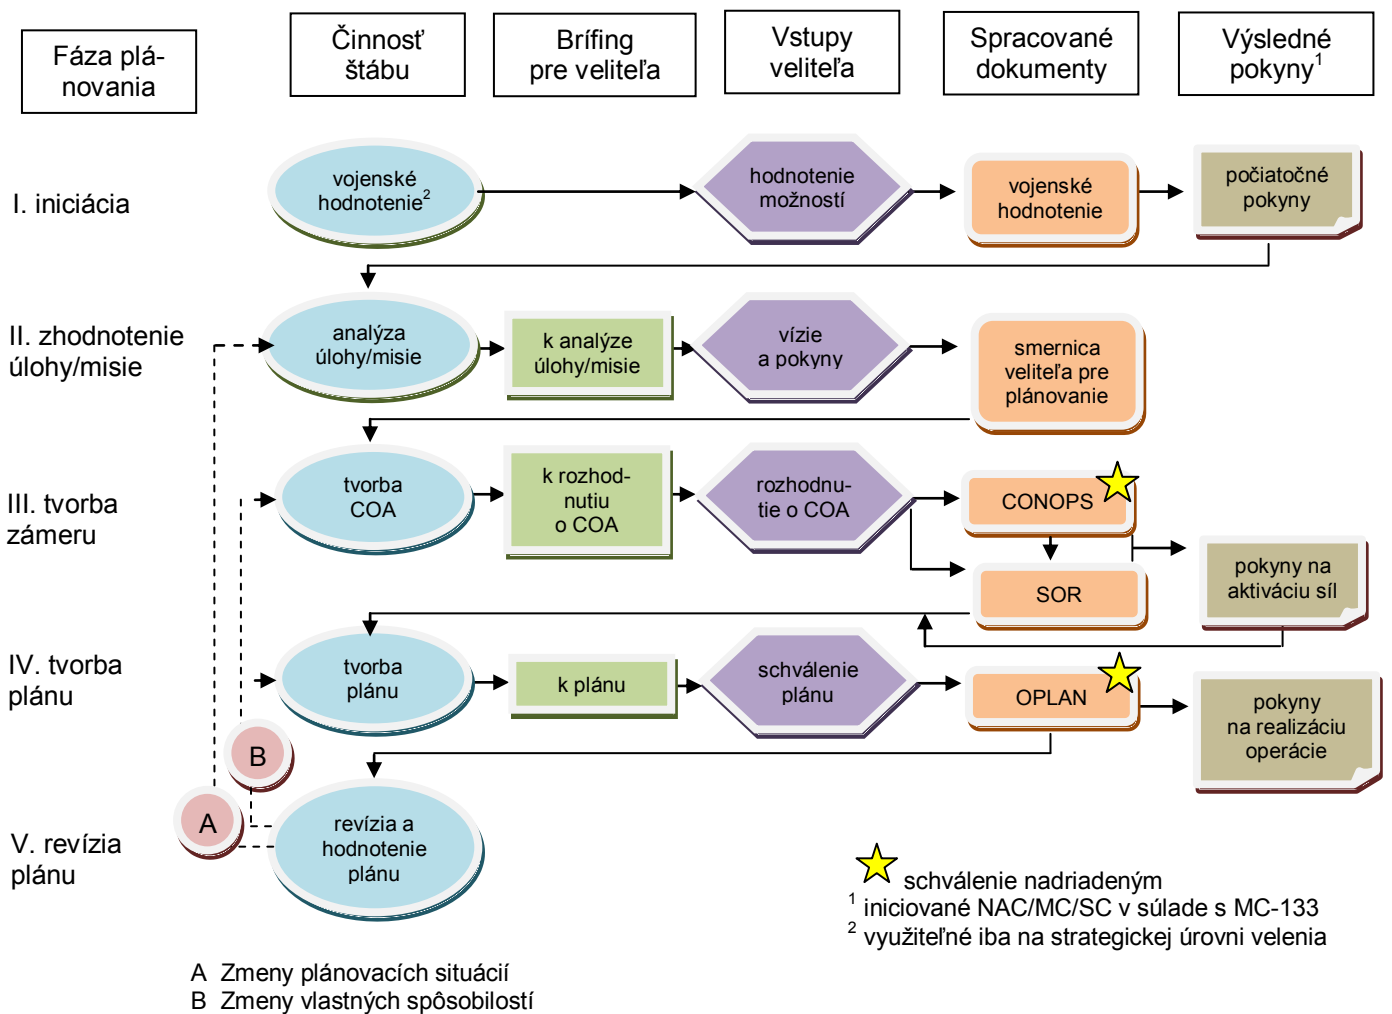 Fáza plá-
novania
Činnosť
štábu
Brífing
pre veliteľa
Vstupy
veliteľa
Spracované
dokumenty
Výsledné
pokyny1
I. iniciácia
vojenské
hodnotenie2
hodnotenie
možností
vojenské
hodnotenie
počiatočné
pokyny
II. zhodnotenie
úlohy/misie
analýza
úlohy/misie
k analýze
úlohy/misie
vízie
a pokyny
smernica
veliteľa pre
plánovanie
III. tvorba
zámeru
tvorba
COA
k rozhod-
nutiu
o COA
rozhodnu-
tie o COA
CONOPS
SOR
pokyny na
aktiváciu síl
IV. tvorba
plánu
tvorba
plánu
k plánu
schválenie
plánu
OPLAN
pokyny
na realizáciu
operácie
B
A
V. revízia
plánu
revízia a
hodnotenie
plánu
schválenie nadriadeným
1 iniciované NAC/MC/SC v súlade s MC-133
2 využiteľné iba na strategickej úrovni velenia
A Zmeny plánovacích situácií
B Zmeny vlastných spôsobilostí